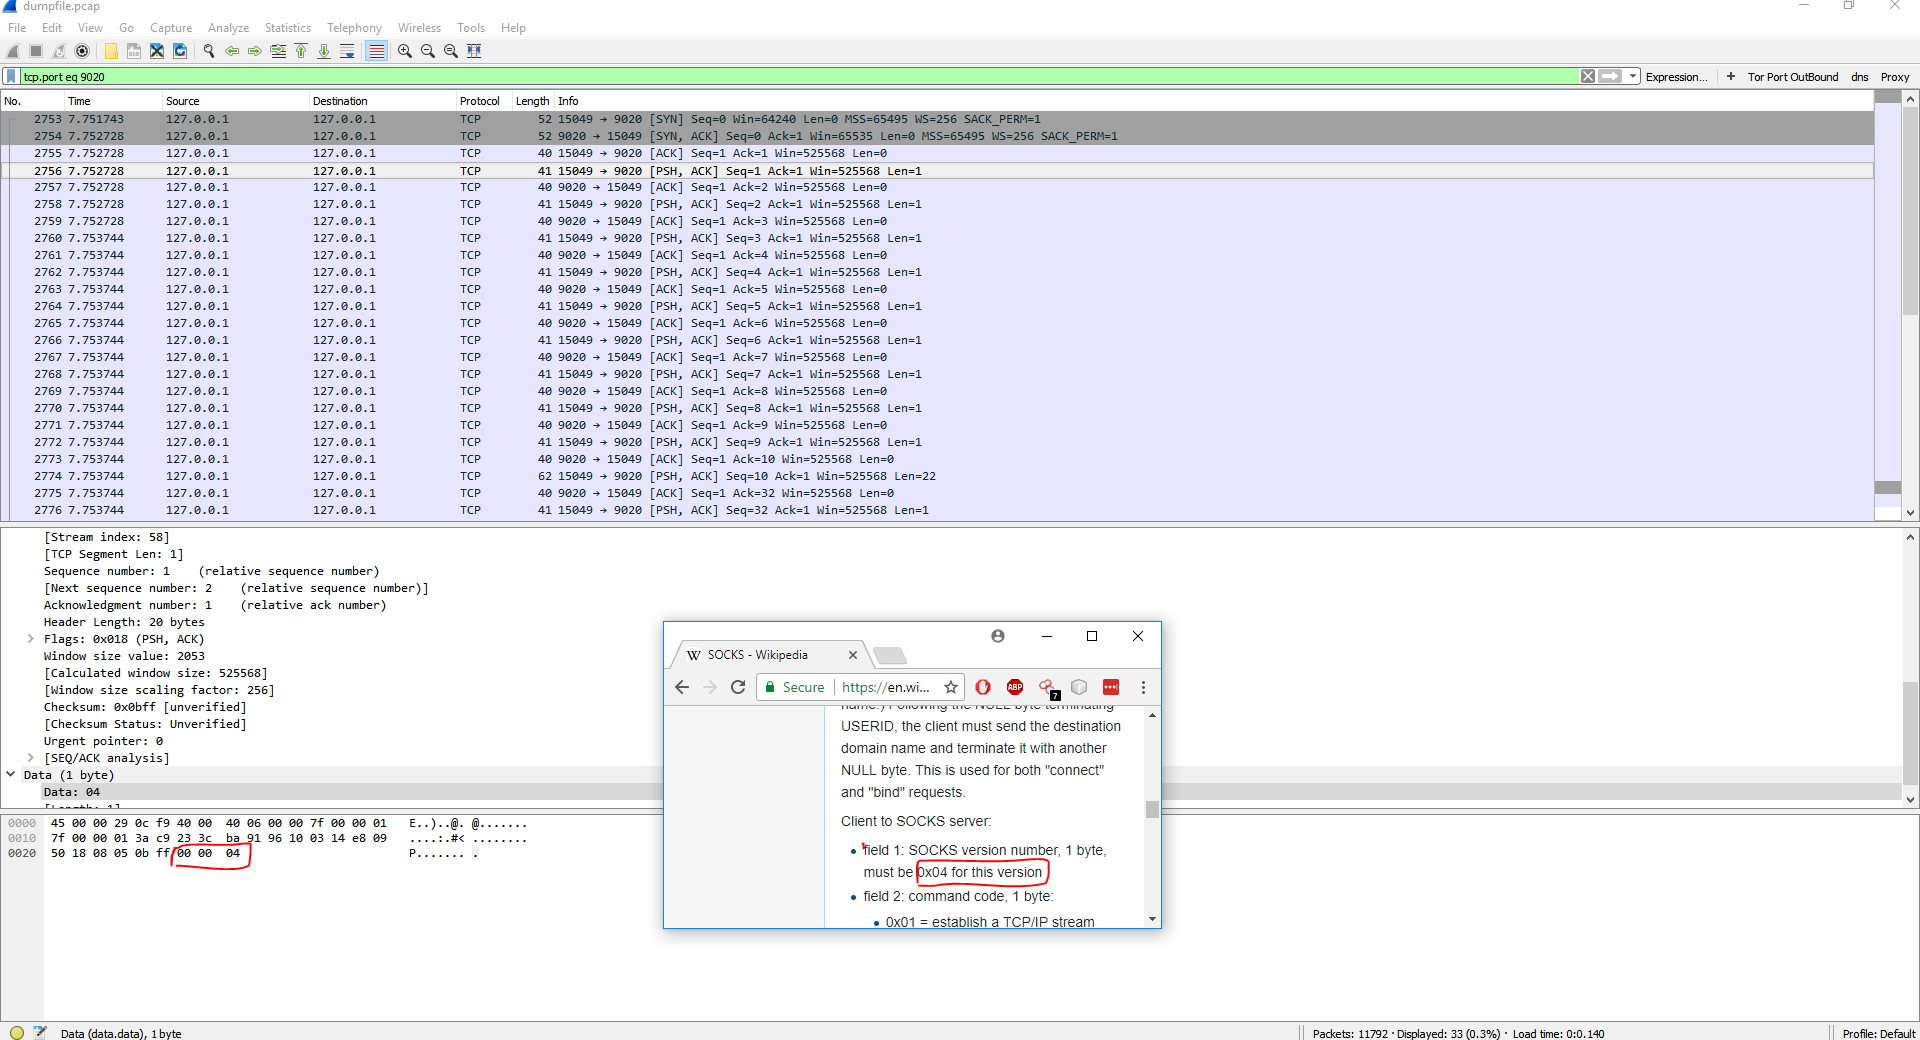 dumpfile.pcap
File Edit View Go Capture Analyze Statistics Telephony Wireless Tools Help
tcp.port eq 9020
Expression... + Tor Port OutBound dns Proxy
No. Time Source Destination Protocol Length Info
2753 7.751743 127.0.0.1 127.0.0.1 TCP 52 15049 → 9020 [SYN] Seq=0 Win=64240 Len=0 MSS=65495 WS=256 SACK_PERM=1
2754 7.752728 127.0.0.1 127.0.0.1 TCP 52 9020 → 15049 [SYN, ACK] Seq=0 Ack=1 Win=65535 Len=0 MSS=65495 WS=256 SACK_PERM=1
2755 7.752728 127.0.0.1 127.0.0.1 TCP 40 15049 → 9020 [ACK] Seq=1 Ack=1 Win=525568 Len=0
2756 7.752728 127.0.0.1 127.0.0.1 TCP 41 15049 → 9020 [PSH, ACK] Seq=1 Ack=1 Win=525568 Len=1
2757 7.752728 127.0.0.1 127.0.0.1 TCP 40 9020 → 15049 [ACK] Seq=1 Ack=2 Win=525568 Len=0
2758 7.752728 127.0.0.1 127.0.0.1 TCP 41 15049 → 9020 [PSH, ACK] Seq=2 Ack=1 Win=525568 Len=1
2759 7.752728 127.0.0.1 127.0.0.1 TCP 40 9020 → 15049 [ACK] Seq=1 Ack=3 Win=525568 Len=0
2760 7.753744 127.0.0.1 127.0.0.1 TCP 41 15049 → 9020 [PSH, ACK] Seq=3 Ack=1 Win=525568 Len=1
2761 7.753744 127.0.0.1 127.0.0.1 TCP 40 9020 → 15049 [ACK] Seq=1 Ack=4 Win=525568 Len=0
2762 7.753744 127.0.0.1 127.0.0.1 TCP 41 15049 → 9020 [PSH, ACK] Seq=4 Ack=1 Win=525568 Len=1
2763 7.753744 127.0.0.1 127.0.0.1 TCP 40 9020 → 15049 [ACK] Seq=1 Ack=5 Win=525568 Len=0
2764 7.753744 127.0.0.1 127.0.0.1 TCP 41 15049 → 9020 [PSH, ACK] Seq=5 Ack=1 Win=525568 Len=1
2765 7.753744 127.0.0.1 127.0.0.1 TCP 40 9020 → 15049 [ACK] Seq=1 Ack=6 Win=525568 Len=0
2766 7.753744 127.0.0.1 127.0.0.1 TCP 41 15049 → 9020 [PSH, ACK] Seq=6 Ack=1 Win=525568 Len=1
2767 7.753744 127.0.0.1 127.0.0.1 TCP 40 9020 → 15049 [ACK] Seq=1 Ack=7 Win=525568 Len=0
2768 7.753744 127.0.0.1 127.0.0.1 TCP 41 15049 → 9020 [PSH, ACK] Seq=7 Ack=1 Win=525568 Len=1
2769 7.753744 127.0.0.1 127.0.0.1 TCP 40 9020 → 15049 [ACK] Seq=1 Ack=8 Win=525568 Len=0
2770 7.753744 127.0.0.1 127.0.0.1 TCP 41 15049 → 9020 [PSH, ACK] Seq=8 Ack=1 Win=525568 Len=1
2771 7.753744 127.0.0.1 127.0.0.1 TCP 40 9020 → 15049 [ACK] Seq=1 Ack=9 Win=525568 Len=0
2772 7.753744 127.0.0.1 127.0.0.1 TCP 41 15049 → 9020 [PSH, ACK] Seq=9 Ack=1 Win=525568 Len=1
2773 7.753744 127.0.0.1 127.0.0.1 TCP 40 9020 → 15049 [ACK] Seq=1 Ack=10 Win=525568 Len=0
2774 7.753744 127.0.0.1 127.0.0.1 TCP 62 15049 → 9020 [PSH, ACK] Seq=10 Ack=1 Win=525568 Len=22
2775 7.753744 127.0.0.1 127.0.0.1 TCP 40 9020 → 15049 [ACK] Seq=1 Ack=32 Win=525568 Len=0
2776 7.753744 127.0.0.1 127.0.0.1 TCP 41 15049 → 9020 [PSH, ACK] Seq=32 Ack=1 Win=525568 Len=1
[Stream index: 58]
[TCP Segment Len: 1]
Sequence number: 1 (relative sequence number)
[Next sequence number: 2 (relative sequence number)]
Acknowledgment number: 1 (relative ack number)
Header Length: 20 bytes
Flags: 0x018 (PSH, ACK)
Window size value: 2053
[Calculated window size: 525568]
[Window size scaling factor: 256]
Checksum: 0x0bff [unverified]
[Checksum Status: Unverified]
Urgent pointer: 0
[SEQ/ACK analysis]
Data (1 byte)
Data: 04
[Length: 1]
0000 45 00 00 29 0c f9 40 00 40 06 00 00 7f 00 00 01 E..)..@. @.......
0010 7f 00 00 01 3a c9 23 3c ba 91 96 10 03 14 e8 09 ....:.#< ........
0020 50 18 08 05 0b ff 00 00 04 P....... .
SOCKS - Wikipedia
Secure https://en.wi...
ABP
7
name.) Following the NULL byte terminating
USERID, the client must send the destination
domain name and terminate it with another
NULL byte. This is used for both "connect"
and "bind" requests.
Client to SOCKS server:
field 1: SOCKS version number, 1 byte,
must be 0x04 for this version
field 2: command code, 1 byte:
0x01 = establish a TCP/IP stream
Data (data.data), 1 byte
Packets: 11792 · Displayed: 33 (0.3%) · Load time: 0:0.140
Profile: Default